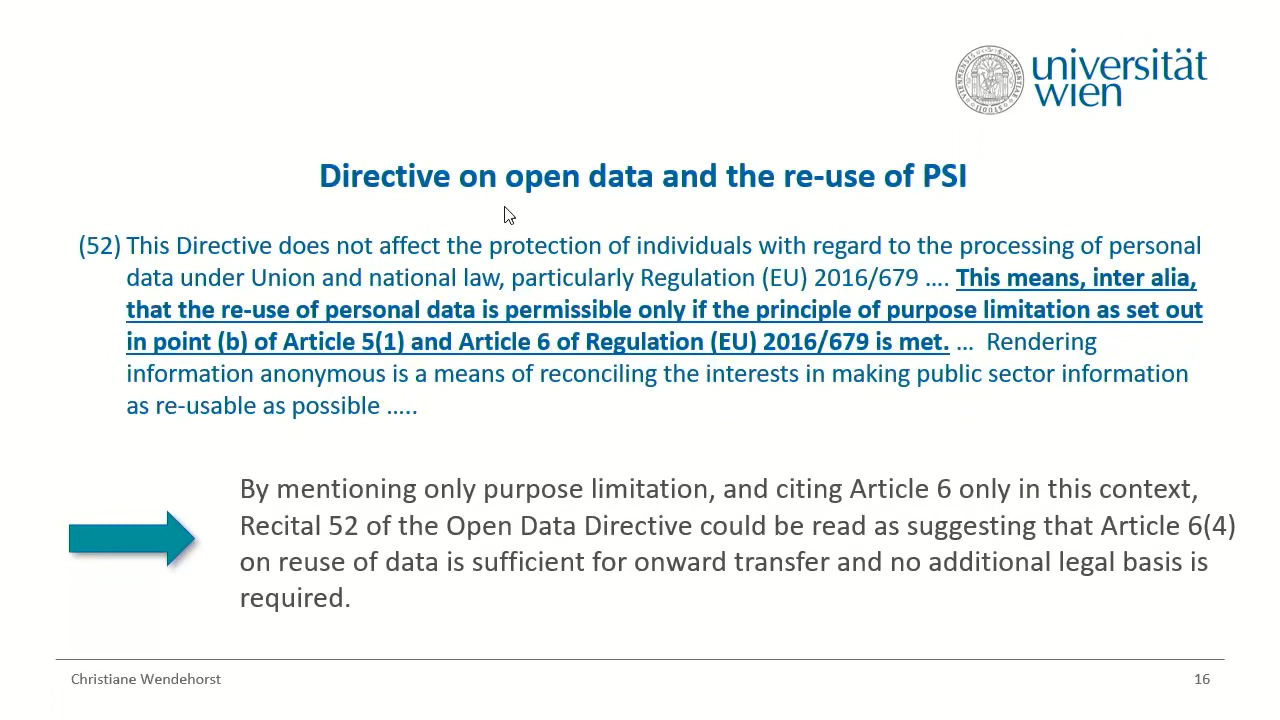 universität
wien
Directive on open data and the re-use of PSI
(52) This Directive does not affect the protection of individuals with regard to the processing of personal
data under Union and national law, particularly Regulation (EU) 2016/679 .... This means, inter alia,
that the re-use of personal data is permissible only if the principle of purpose limitation as set out
in point (b) of Article 5(1) and Article 6 of Regulation (EU) 2016/679 is met. ... Rendering
information anonymous is a means of reconciling the interests in making public sector information
as re-usable as possible .....
By mentioning only purpose limitation, and citing Article 6 only in this context,
Recital 52 of the Open Data Directive could be read as suggesting that Article 6(4)
on reuse of data is sufficient for onward transfer and no additional legal basis is
required.
Christiane Wendehorst
16